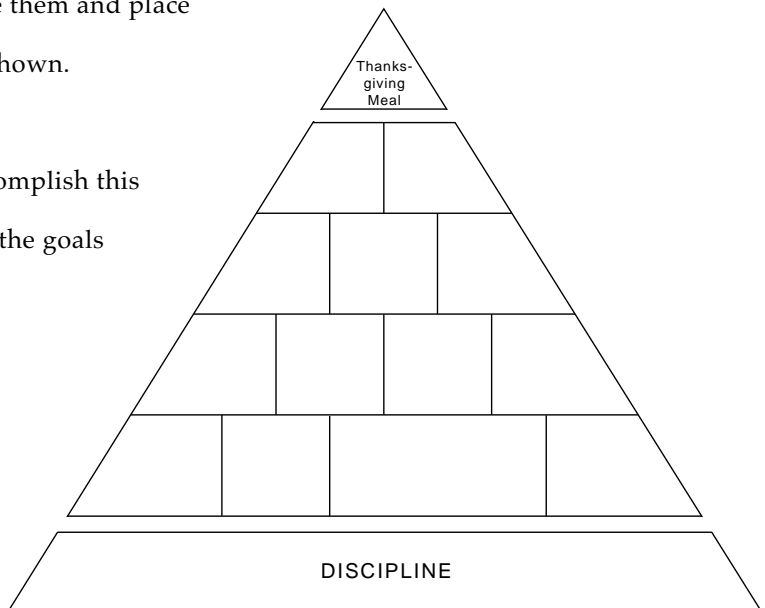 them and place
hown.
omplish this
the goals
Thanks-
giving
Meal
DISCIPLINE